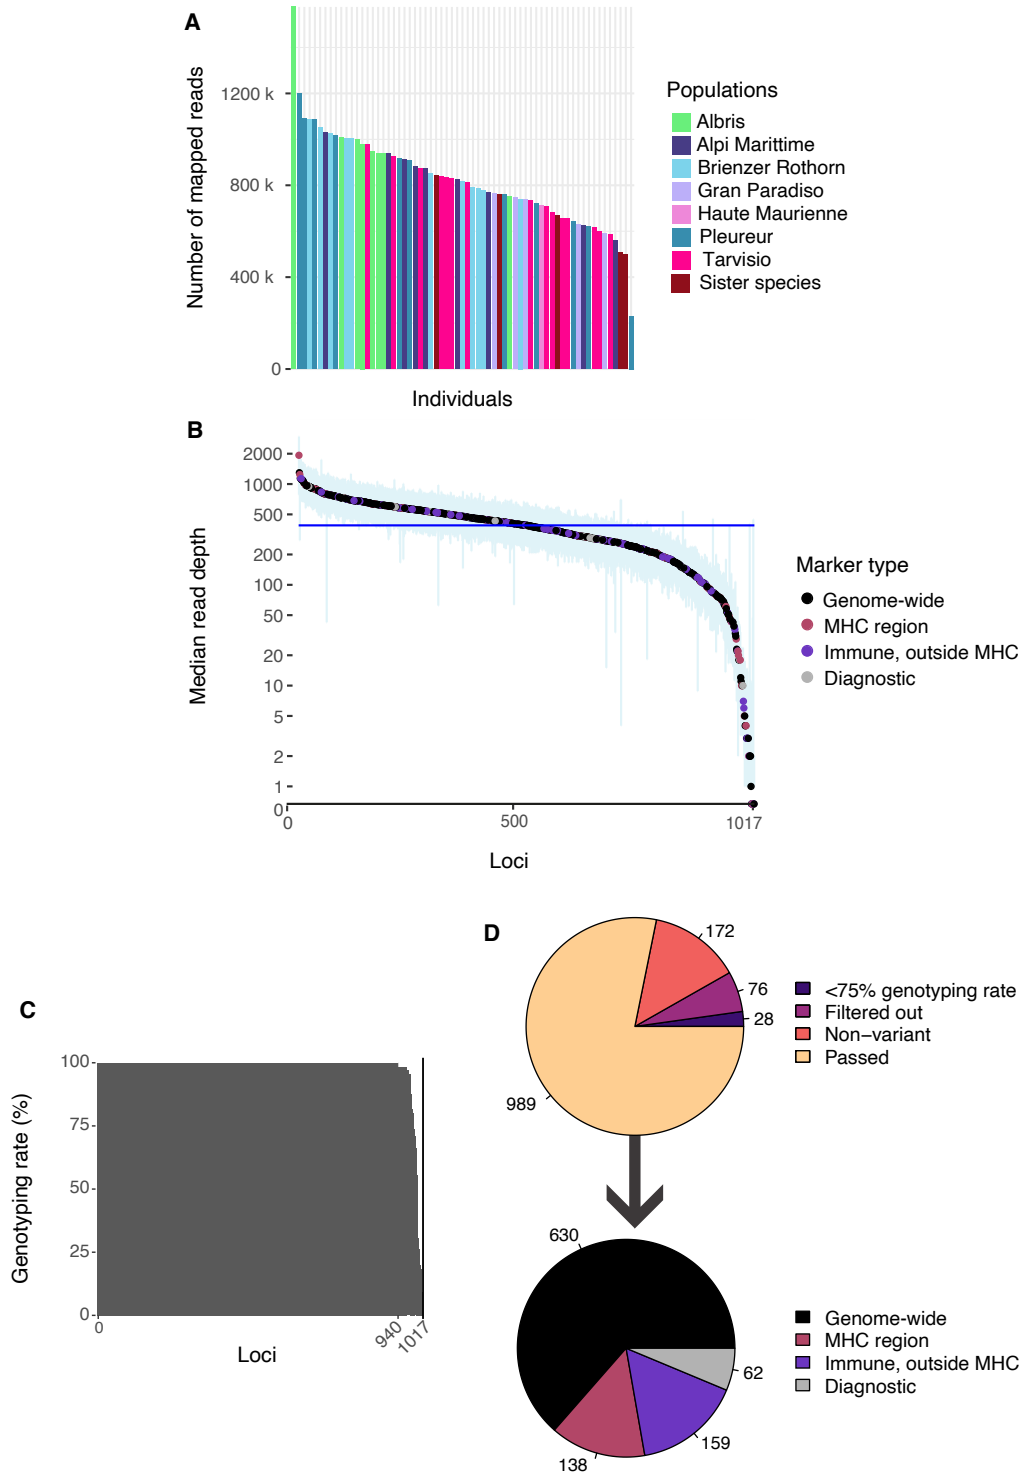 A
Number of mapped reads
1200 k
800 k
400 k
0
Individuals
Populations
Albris
Alpi Marittime
Brienzer Rothorn
Gran Paradiso
Haute Maurienne
Pleureur
Tarvisio
Sister species
B
Median read depth
2000
1000
500
200
100
50
20
10
5
2
1
0
0
500
1017
Loci
Marker type
Genome-wide
MHC region
Immune, outside MHC
Diagnostic
C
Genotyping rate (%)
100
75
50
25
0
0
940
1017
Loci
D
172
76
28
989
<75% genotyping rate
Filtered out
Non−variant
Passed
630
62
159
138
Genome-wide
MHC region
Immune, outside MHC
Diagnostic